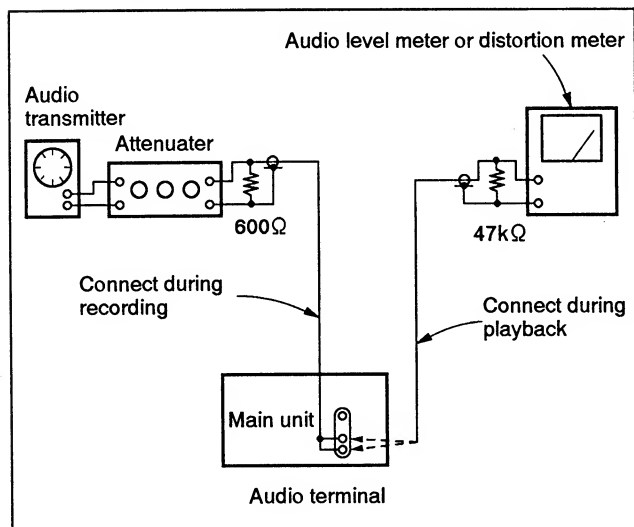 Audio level meter or distortion meter
Audio
transmitter
Attenuater
600Ω
47kΩ
Connect during
recording
Connect during
playback
Main unit
Audio terminal